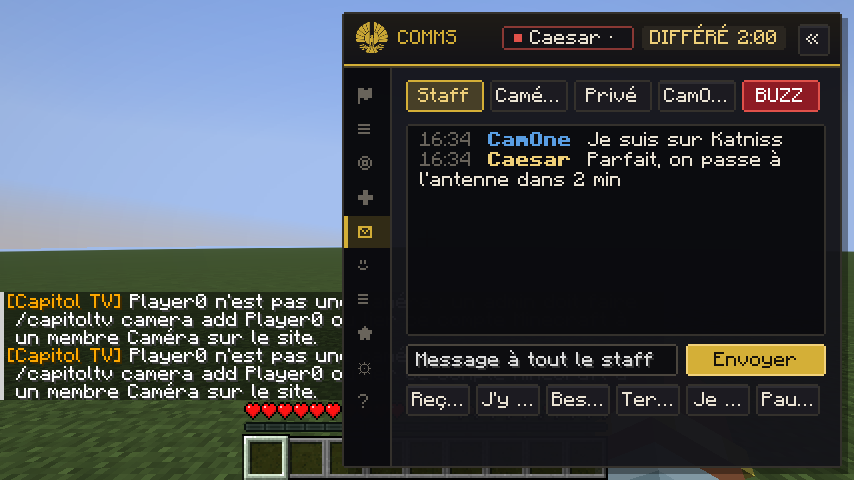 COMMS
Caesar ·
DIFFÉRÉ 2:00
«
Staff
Camé...
Privé
CamO...
BUZZ
16:34 CamOne Je suis sur Katniss
16:34 Caesar Parfait, on passe à
l'antenne dans 2 min
[Capitol TV] Player0 n'est pas une
/capitoltv camera add Player0 o
un membre Caméra sur le site.
[Capitol TV] Player0 n'est pas une
/capitoltv camera add Player0 o
un membre Caméra sur le site.
Message à tout le staff
Envoyer
Reç...
J'y ...
Bes...
Ter...
Je ...
Pau...
?